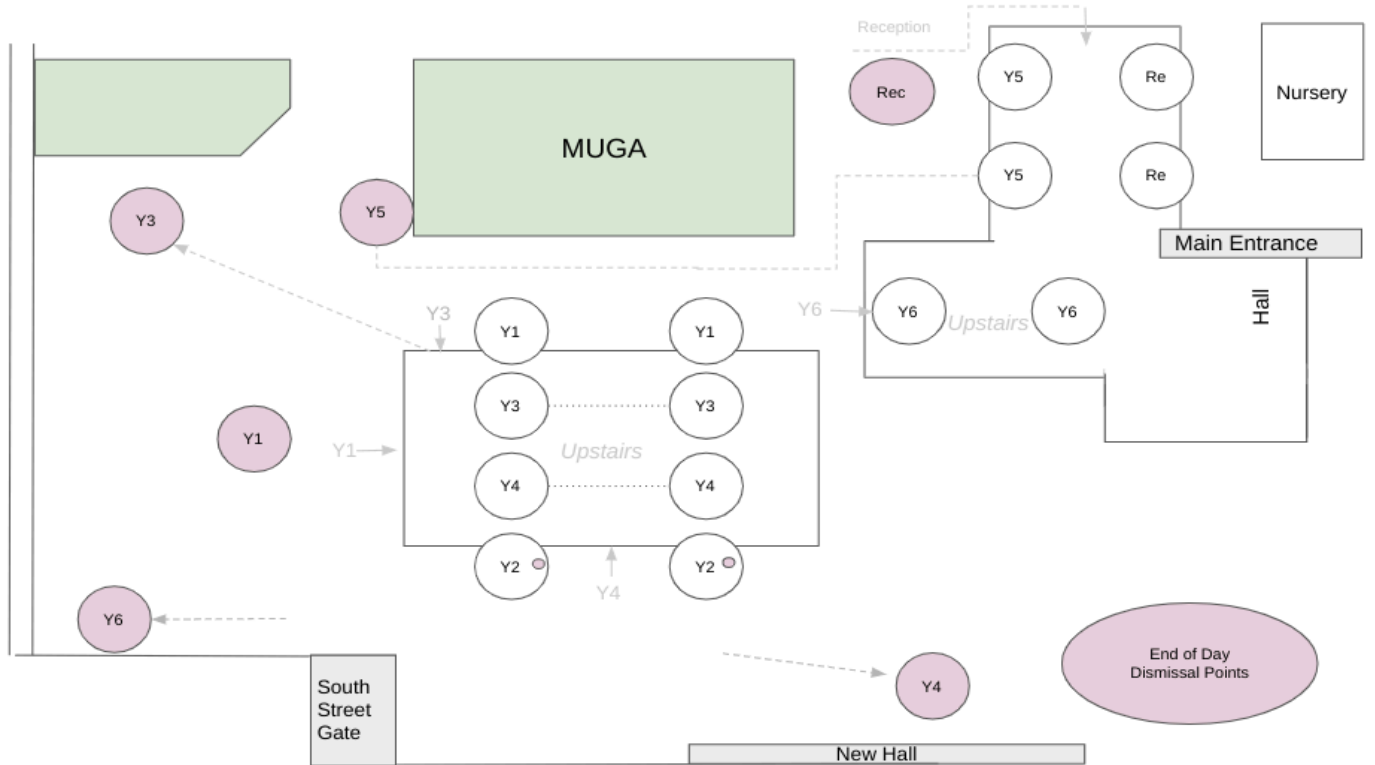 Reception
Y5
Re
Rec
Nursery
MUGA
Y5
Re
Y3
Y5
Main Entrance
Hall
Y3
Y6
Y6
Upstairs
Y6
Y1
Y1
Y3
Y3
Y1
Y1
Upstairs
Y4
Y4
Y2
Y2
Y4
Y6
End of Day
Dismissal Points
South
Street
Gate
Y4
New Hall